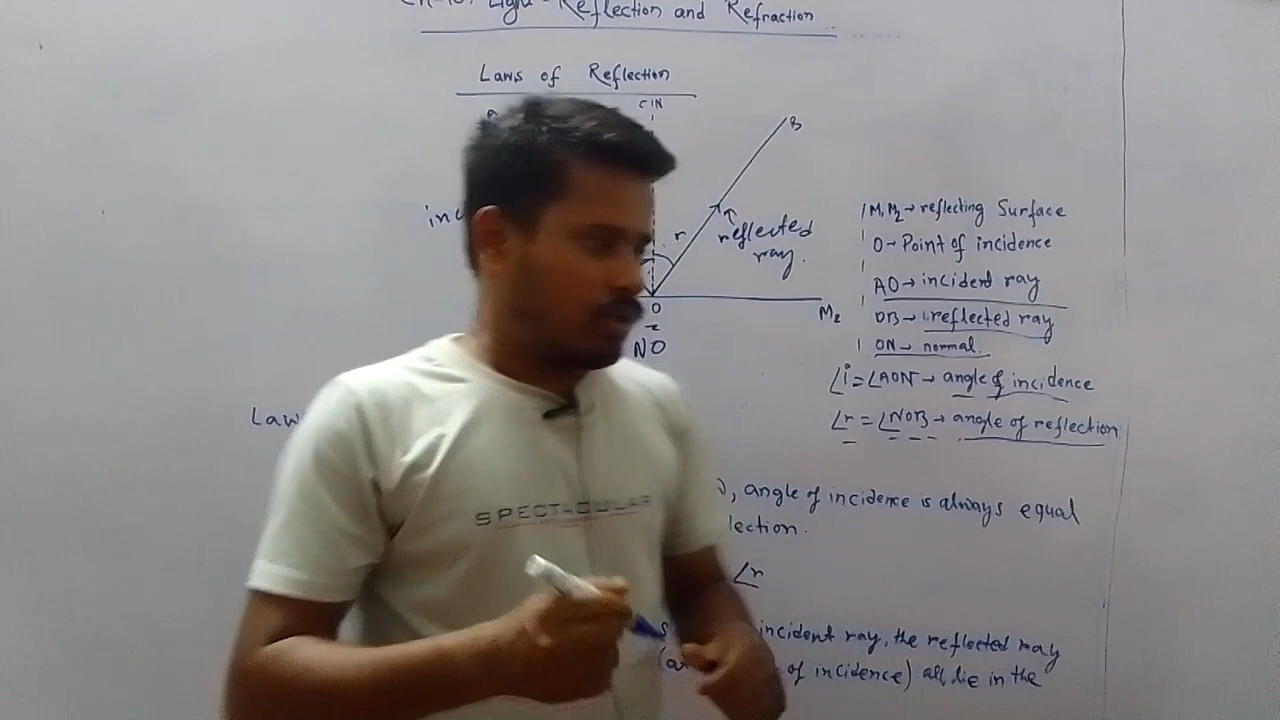 Light - Reflection and Refraction
Laws of Reflection
N
B
r
reflected
ray.
O
M₂
NO
M₁M₂→reflecting Surface
O-Point of incidence
AO→incident ray
OB→reflected ray
ON→normal.
∠i=∠AON→angle of incidence
∠r=∠NOB→angle of reflection
Law
, angle of incidence is always equal
lection.
∠r
incident ray, the reflected ray
of incidence) all lie in the
SPECTACULAR